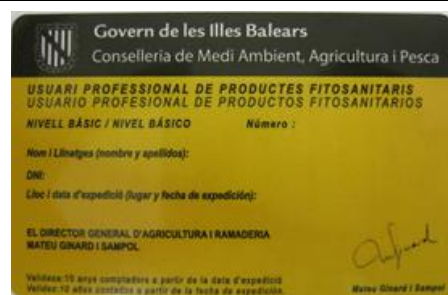 Govern de les Illes Balears
Conselleria de Medi Ambient, Agricultura i Pesca
USUARI PROFESSIONAL DE PRODUCTES FITOSANITARIS
USUARIO PROFESIONAL DE PRODUCTOS FITOSANITARIOS
NIVELL BÀSIC / NIVEL BÁSICO Número :
Nom i Llinatges (nombre y apellidos):
DNI:
Lloc i data d'expedició (lugar y fecha de expedición):
EL DIRECTOR GENERAL D'AGRICULTURA I RAMADERIA
MATEU GINARD I SAMPOL
Validesa:10 anys comptadors a partir de la data d'expedició
Validez:10 años contados a partir de la fecha de expedición.
Mateu Ginard i Sampol